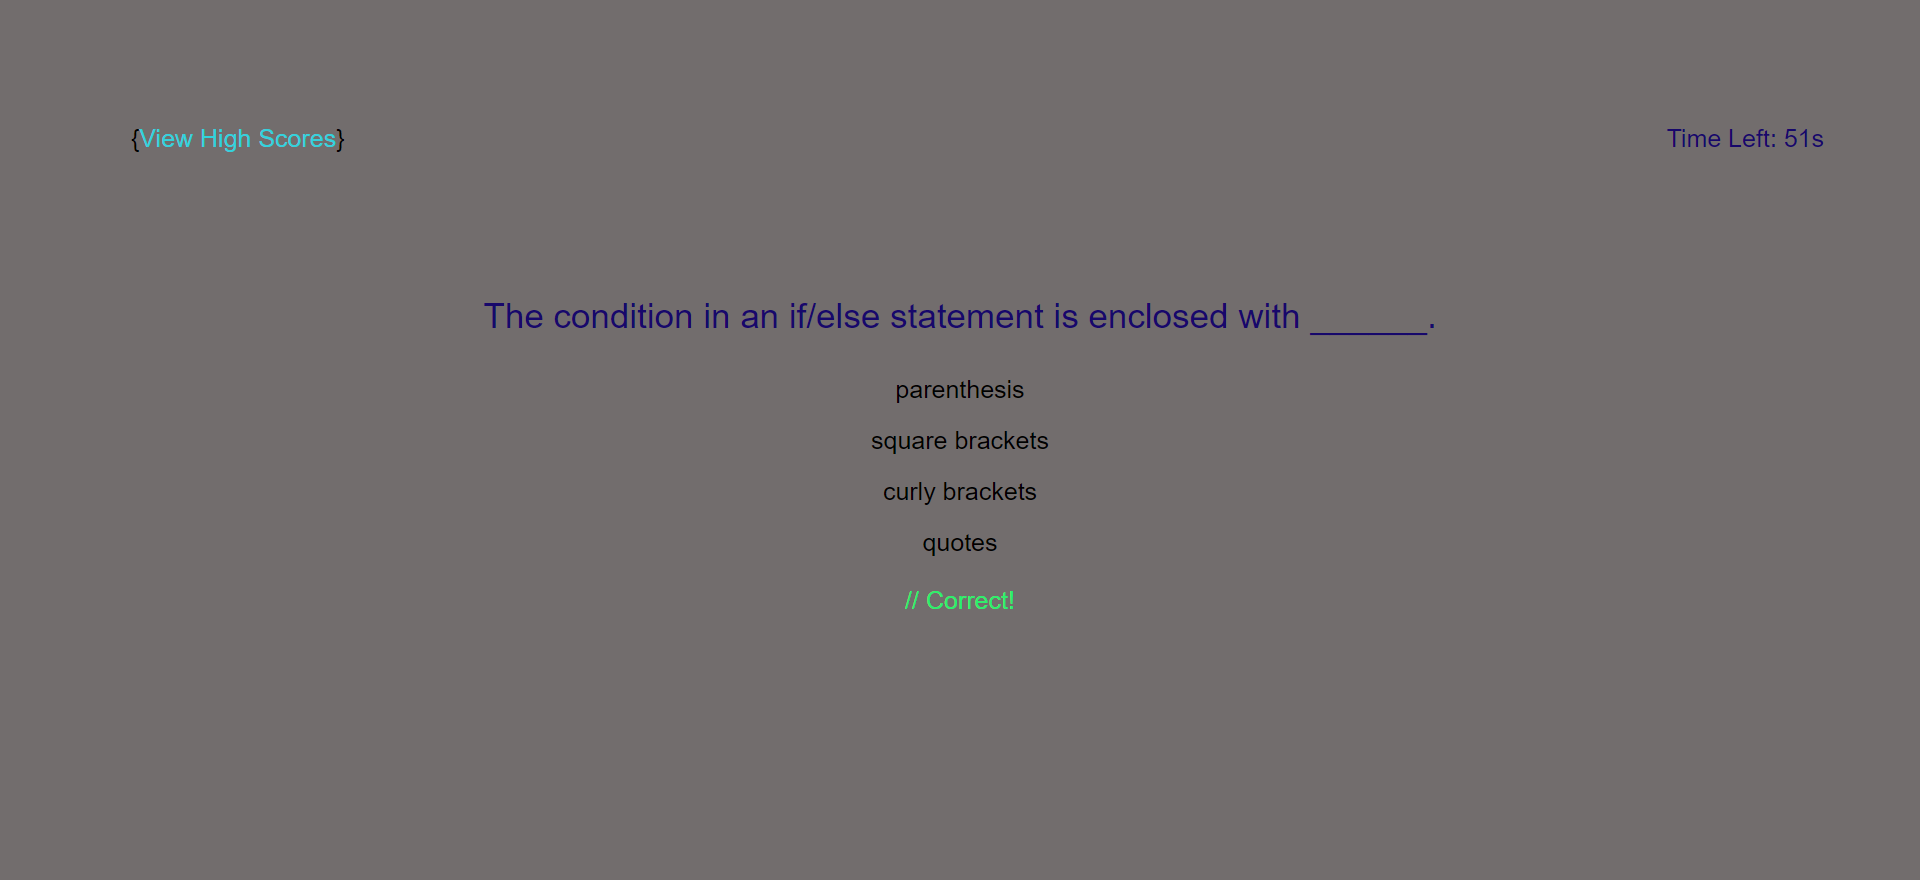 {View High Scores}
Time Left: 51s
The condition in an if/else statement is enclosed with ______.
parenthesis
square brackets
curly brackets
quotes
// Correct!